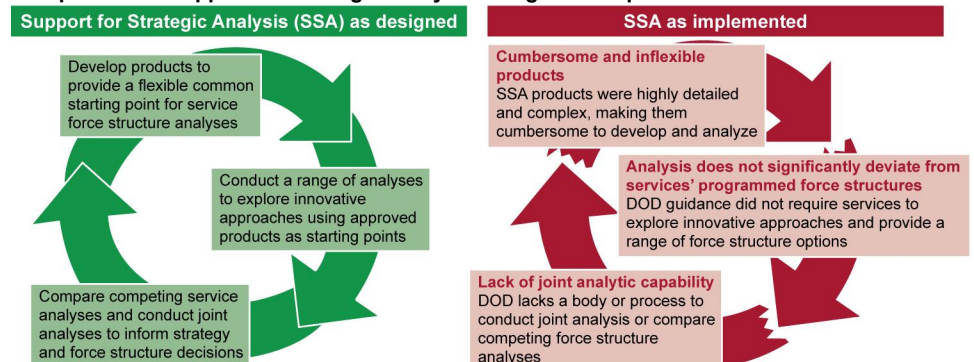 Support for Strategic Analysis (SSA) as designed
Develop products to
provide a flexible common
starting point for service
force structure analyses
Conduct a range of analyses
to explore innovative
approaches using approved
products as starting points
Compare competing service
analyses and conduct joint
analyses to inform strategy
and force structure decisions
SSA as implemented
Cumbersome and inflexible
products
SSA products were highly detailed
and complex, making them
cumbersome to develop and analyze
Analysis does not significantly deviate from
services' programmed force structures
DOD guidance did not require services to
explore innovative approaches and provide a
range of force structure options
Lack of joint analytic capability
DOD lacks a body or process to
conduct joint analysis or compare
competing force structure
analyses